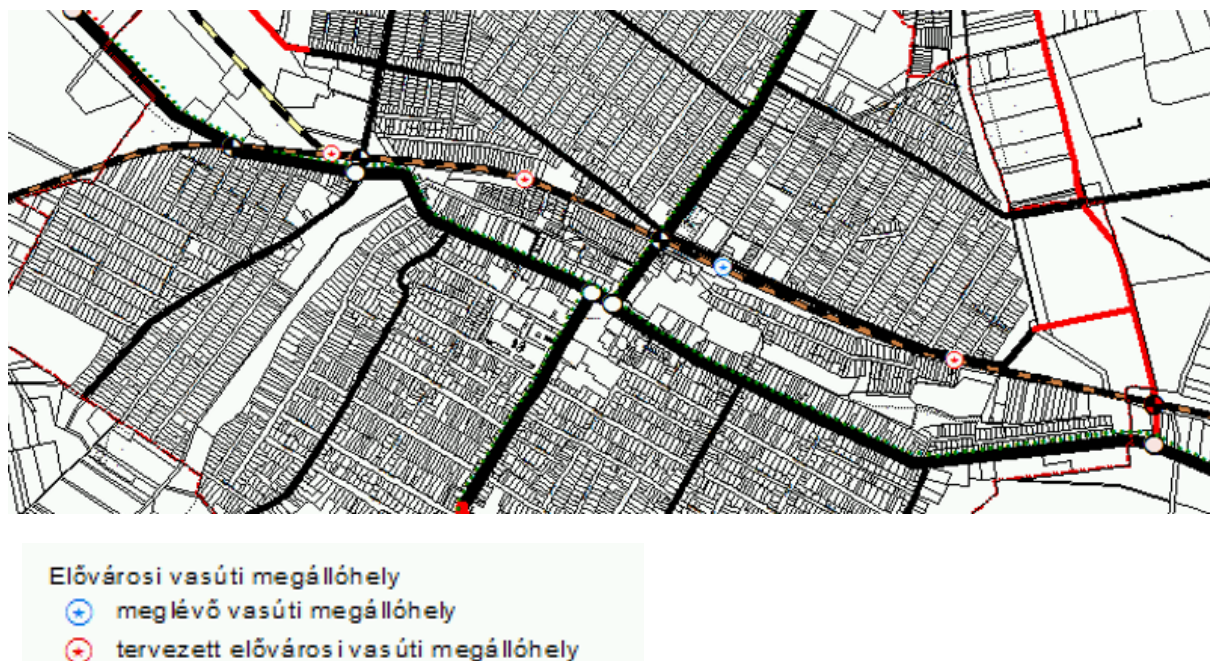 Elővárosi vasúti megállóhely
meglévő vasúti megállóhely
tervezett elővárosi vasúti megállóhely